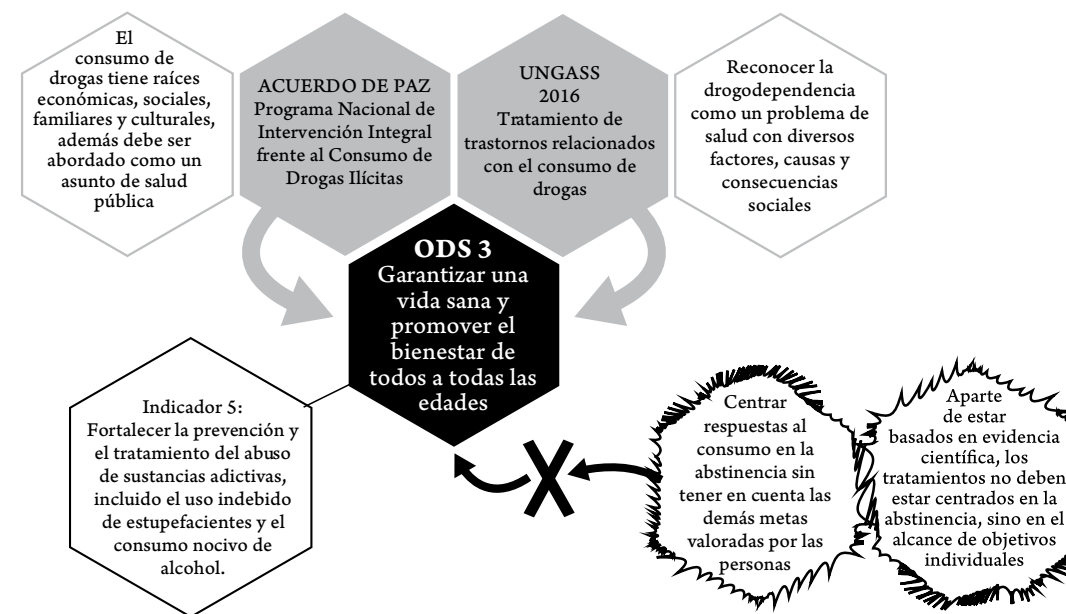 El
consumo de
drogas tiene raíces
económicas, sociales,
familiares y culturales,
además debe ser
abordado como un
asunto de salud
pública
ACUERDO DE PAZ
Programa Nacional de
Intervención Integral
frente al Consumo de
Drogas Ilícitas
UNGASS
2016
Tratamiento de
trastornos relacionados
con el consumo de
drogas
Reconocer la
drogodependencia
como un problema de
salud con diversos
factores, causas y
consecuencias
sociales
ODS 3
Garantizar una
vida sana y
promover el
bienestar de
todos a todas las
edades
Indicador 5:
Fortalecer la prevención y
el tratamiento del abuso
de sustancias adictivas,
incluido el uso indebido
de estupefacientes y el
consumo nocivo de
alcohol.
X
Centrar
respuestas al
consumo en la
abstinencia sin
tener en cuenta las
demás metas
valoradas por las
personas
Aparte
de estar
basados en evidencia
científica, los
tratamientos no deben
estar centrados en la
abstinencia, sino en el
alcance de objetivos
individuales